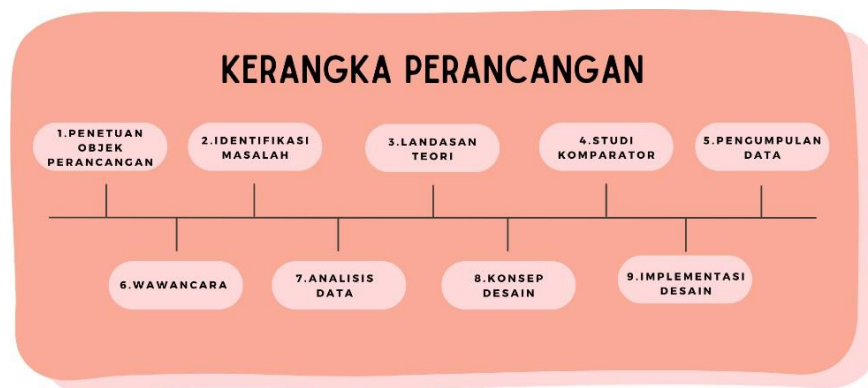 KERANGKA PERANCANGAN
1.PENETUAN
OBJEK
PERANCANGAN
2.IDENTIFIKASI
MASALAH
3.LANDASAN
TEORI
4.STUDI
KOMPARATOR
5.PENGUMPULAN
DATA
6.WAWANCARA
7.ANALISIS
DATA
8.KONSEP
DESAIN
9.IMPLEMENTASI
DESAIN